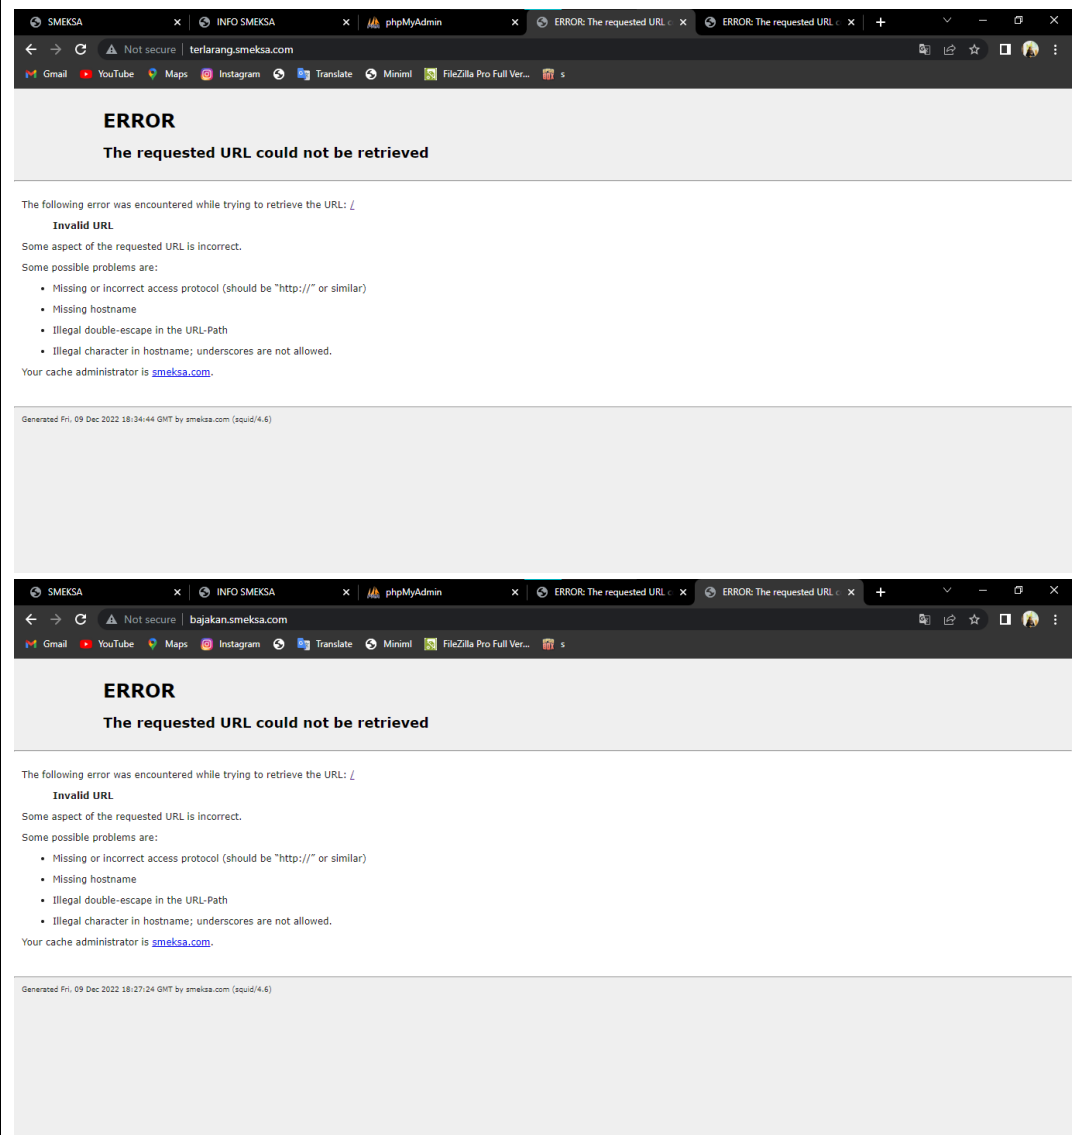 SMEKSA INFO SMEKSA phpMyAdmin ERROR: The requested URL c ERROR: The requested URL c
Not secure terlarang.smeksa.com
Gmail YouTube Maps Instagram Translate Miniml FileZilla Pro Full Ver... s
ERROR
The requested URL could not be retrieved
The following error was encountered while trying to retrieve the URL: /
Invalid URL
Some aspect of the requested URL is incorrect.
Some possible problems are:
• Missing or incorrect access protocol (should be "http://" or similar)
• Missing hostname
• Illegal double-escape in the URL-Path
• Illegal character in hostname; underscores are not allowed.
Your cache administrator is smeksa.com.
Generated Fri, 09 Dec 2022 18:34:44 GMT by smeksa.com (squid/4.6)
SMEKSA INFO SMEKSA phpMyAdmin ERROR: The requested URL c ERROR: The requested URL c
Not secure bajakan.smeksa.com
Gmail YouTube Maps Instagram Translate Miniml FileZilla Pro Full Ver... s
ERROR
The requested URL could not be retrieved
The following error was encountered while trying to retrieve the URL: /
Invalid URL
Some aspect of the requested URL is incorrect.
Some possible problems are:
• Missing or incorrect access protocol (should be "http://" or similar)
• Missing hostname
• Illegal double-escape in the URL-Path
• Illegal character in hostname; underscores are not allowed.
Your cache administrator is smeksa.com.
Generated Fri, 09 Dec 2022 18:27:24 GMT by smeksa.com (squid/4.6)